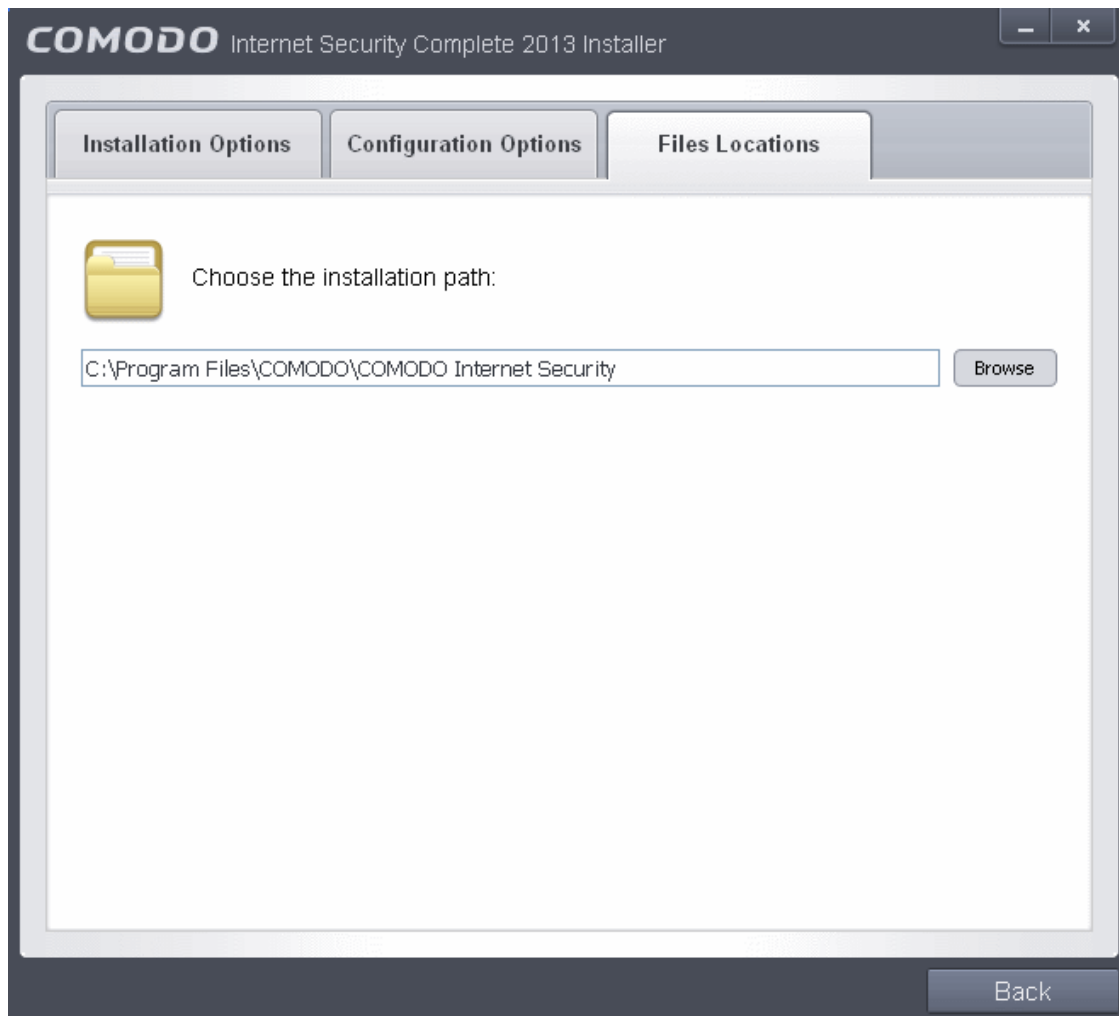 COMODO Internet Security Complete 2013 Installer
Installation Options
Configuration Options
Files Locations
Choose the installation path:
C:\Program Files\COMODO\COMODO Internet Security
Browse
Back